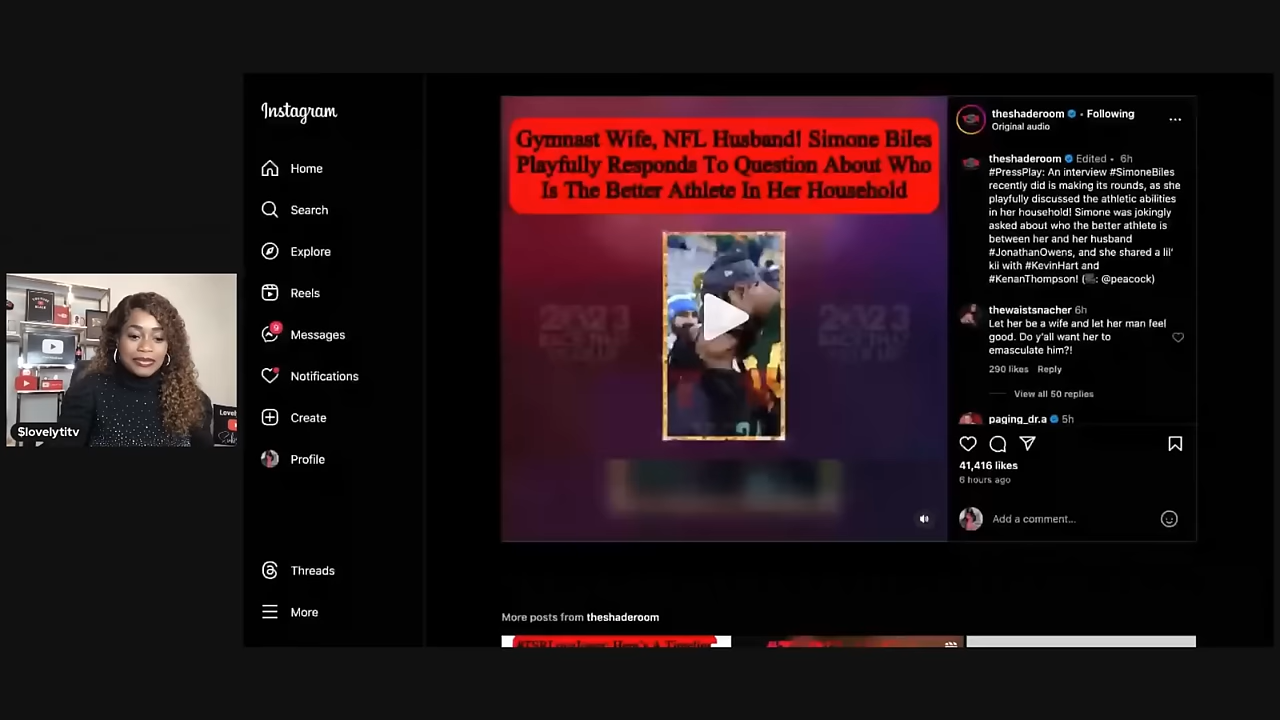 Instagram
Home
Search
Explore
Reels
9
Messages
Notifications
Create
Profile
Threads
More
$lovelytitv
Gymnast Wife, NFL Husband! Simone Biles
Playfully Responds To Question About Who
Is The Better Athlete In Her Household
theshaderoom • Following
Original audio
theshaderoom Edited • 6h
#PressPlay: An interview #SimoneBiles
recently did is making its rounds, as she
playfully discussed the athletic abilities
in her household! Simone was jokingly
asked about who the better athlete is
between her and her husband
#JonathanOwens, and she shared a lil'
kii with #KevinHart and
#KenanThompson! (: @peacock)
thewaistsnacher 6h
Let her be a wife and let her man feel
good. Do y'all want her to
emasculate him?!
290 likes Reply
View all 50 replies
paging_dr.a 5h
41,416 likes
6 hours ago
Add a comment...
More posts from theshaderoom